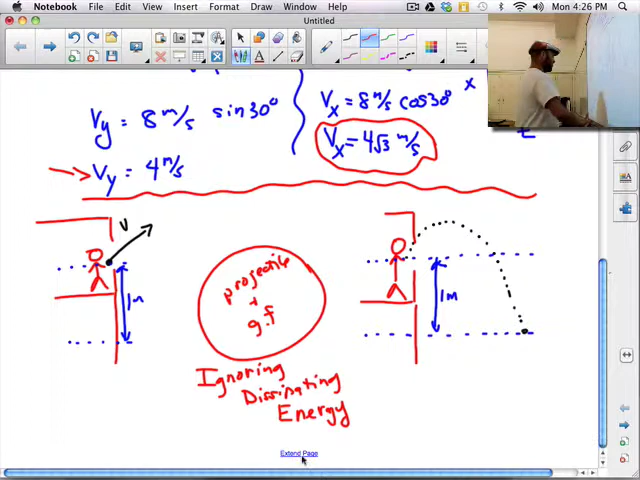 Notebook File Edit View Insert Format Draw Window Help Mon 4:26 PM
Untitled
Vy = 8 m/s sin30°
Vx = 8 m/s cos30° x
Vx = 4√3 m/s
Vy = 4 m/s
V
1m
projectile
+
g.f
1m
Ignoring
Dissipating
Energy
Extend Page